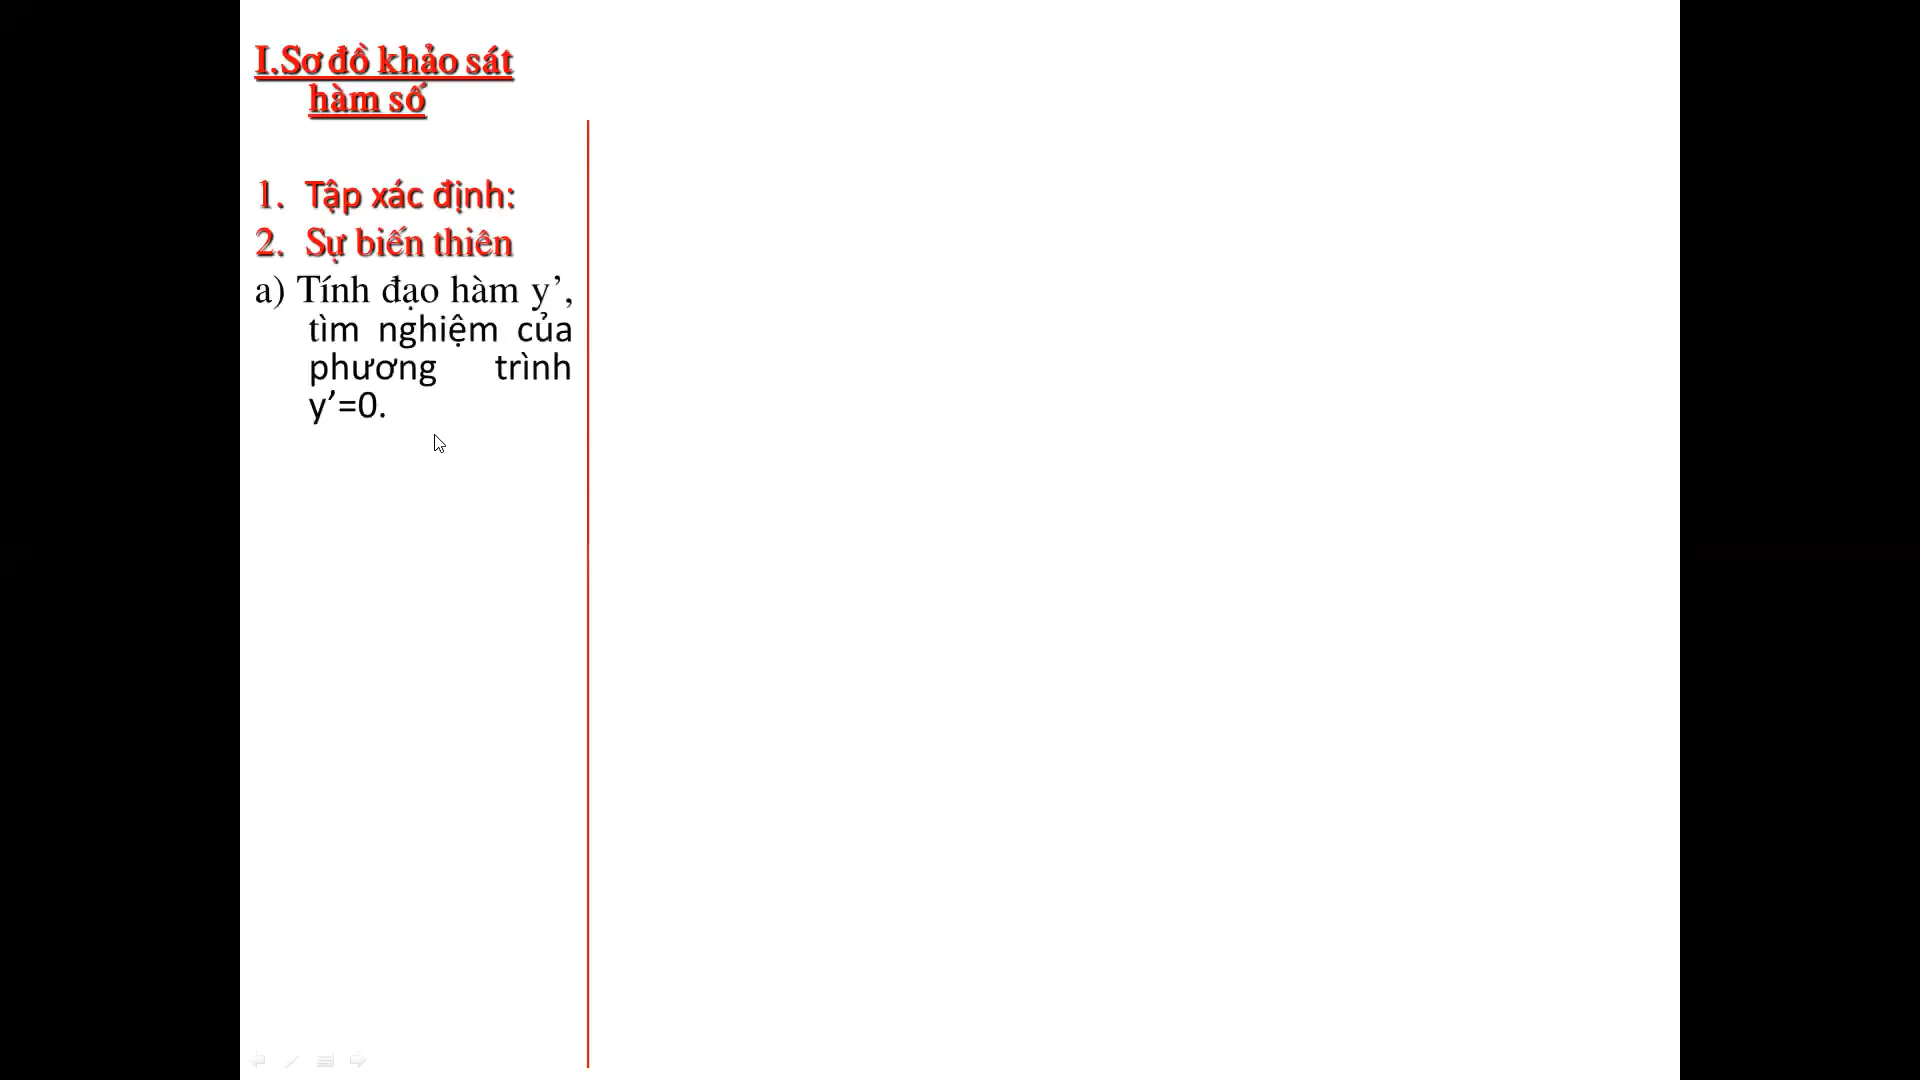 I.Sơ đồ khảo sát
hàm số
1. Tập xác định:
2. Sự biến thiên
a) Tính đạo hàm y’,
tìm nghiệm của
phương trình
y’=0.